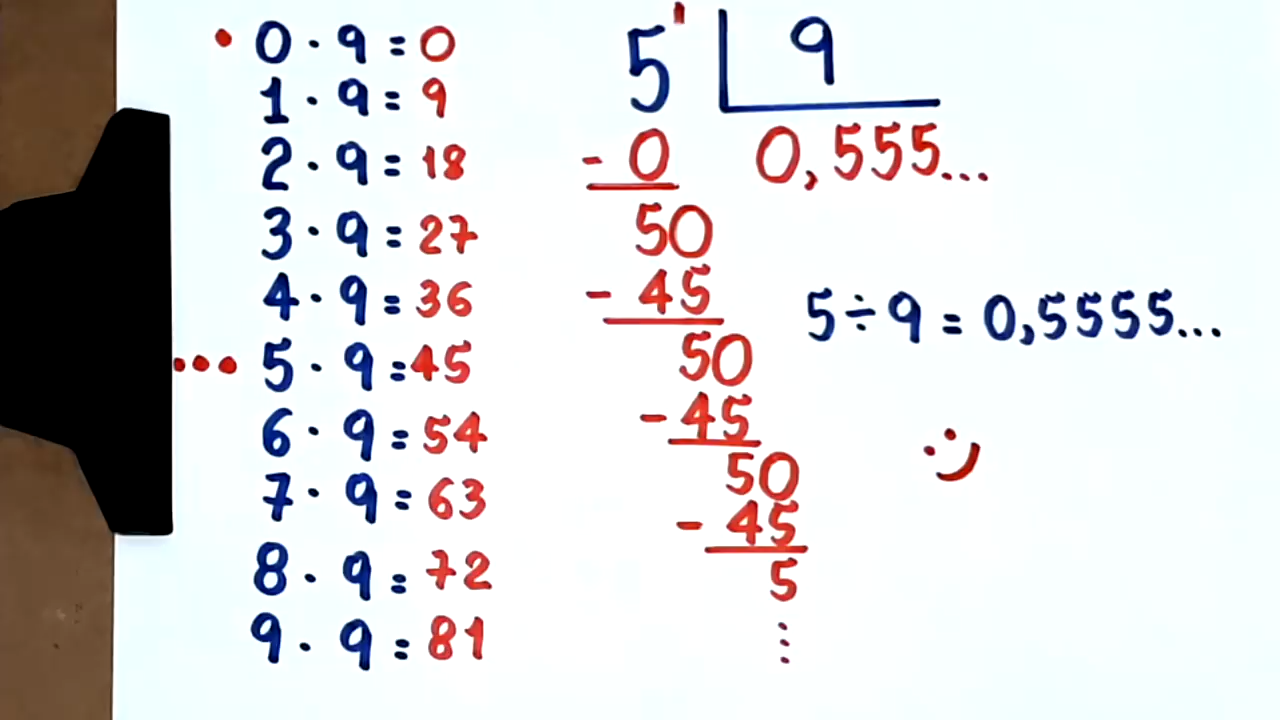 0 · 9 = 0
1 · 9 = 9
2 · 9 = 18
3 · 9 = 27
4 · 9 = 36
5 · 9 = 45
6 · 9 = 54
7 · 9 = 63
8 · 9 = 72
9 · 9 = 81
5' 9
- 0 0,555...
50
- 45
50
- 45
50
- 45
5
⋮
5 ÷ 9 = 0,5555...